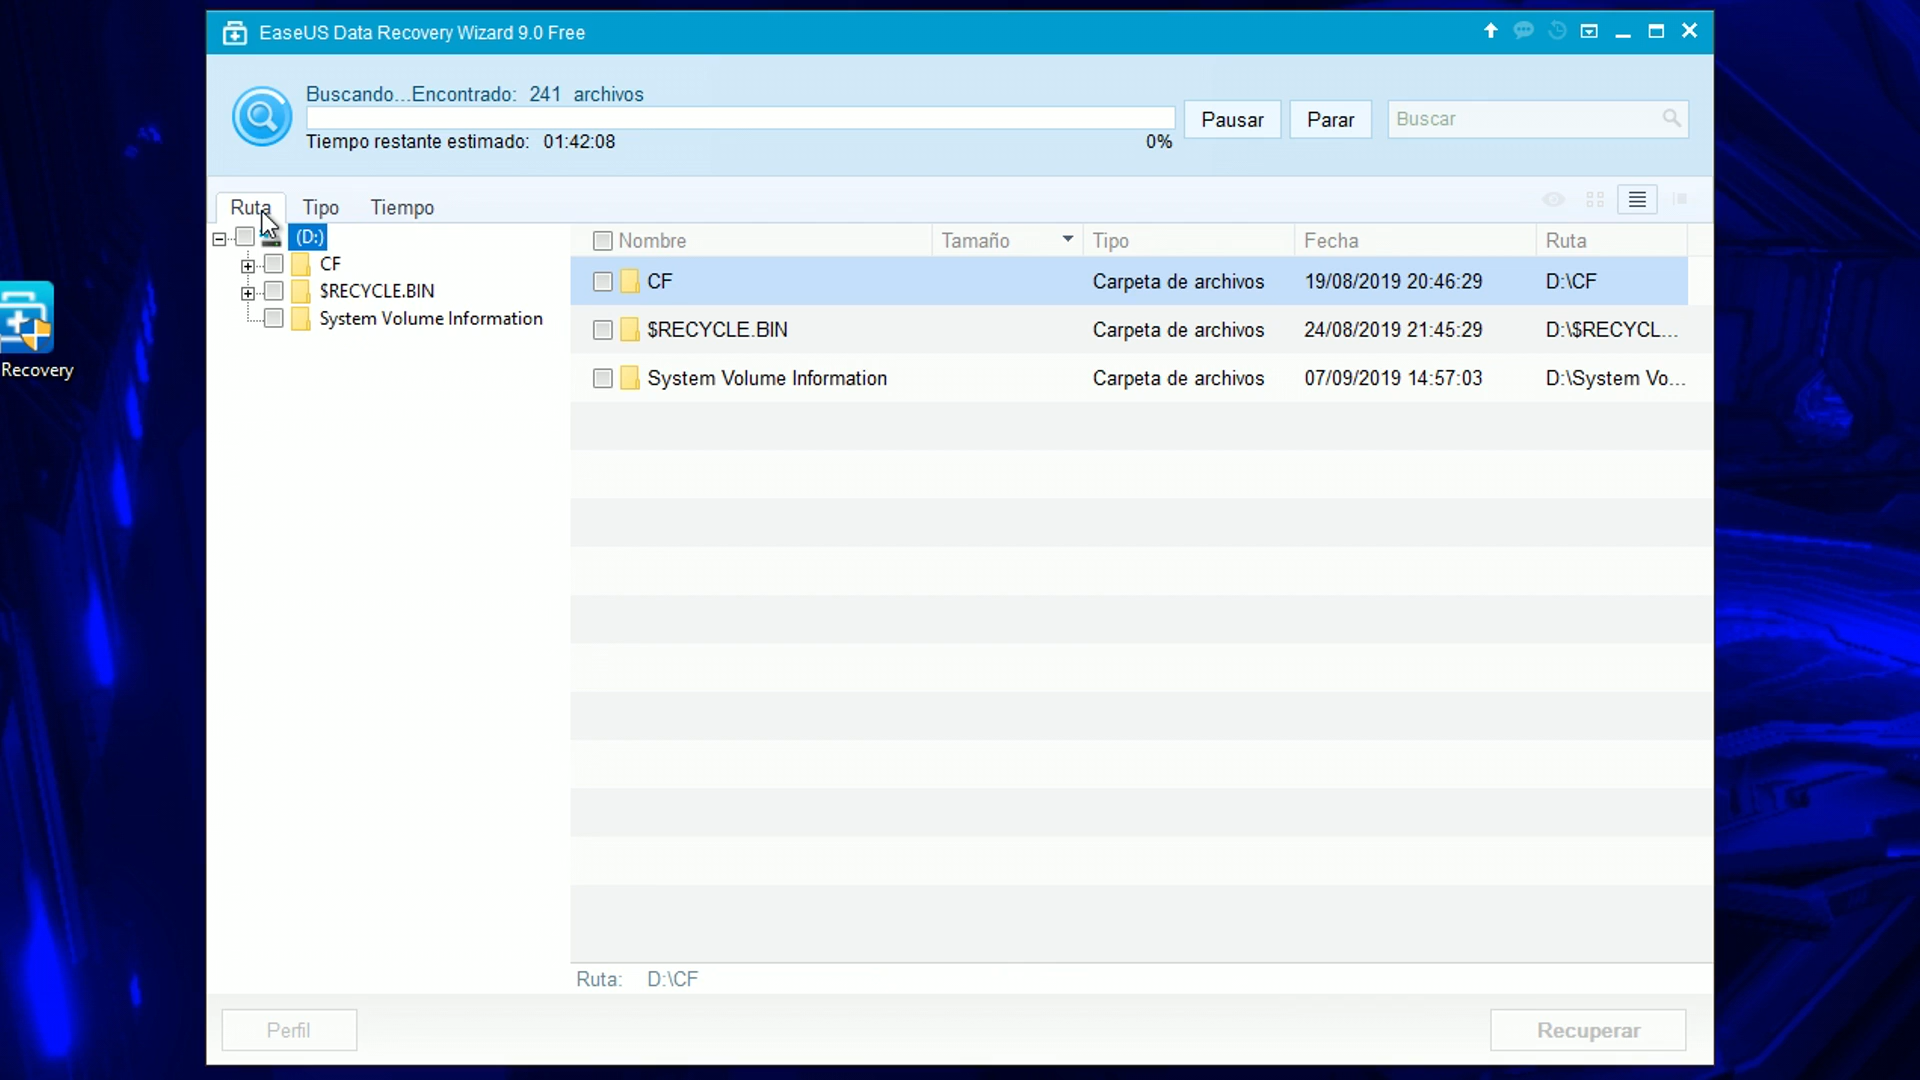 EaseUS Data Recovery Wizard 9.0 Free
Buscando...Encontrado: 241 archivos
Tiempo restante estimado: 01:42:08
0%
Pausar
Parar
Buscar
Ruta Tipo Tiempo
(D:)
CF
$RECYCLE.BIN
System Volume Information
Nombre Tamaño Tipo Fecha Ruta
CF Carpeta de archivos 19/08/2019 20:46:29 D:\CF
$RECYCLE.BIN Carpeta de archivos 24/08/2019 21:45:29 D:\$RECYCL...
System Volume Information Carpeta de archivos 07/09/2019 14:57:03 D:\System Vo...
Recovery
Ruta: D:\CF
Perfil
Recuperar